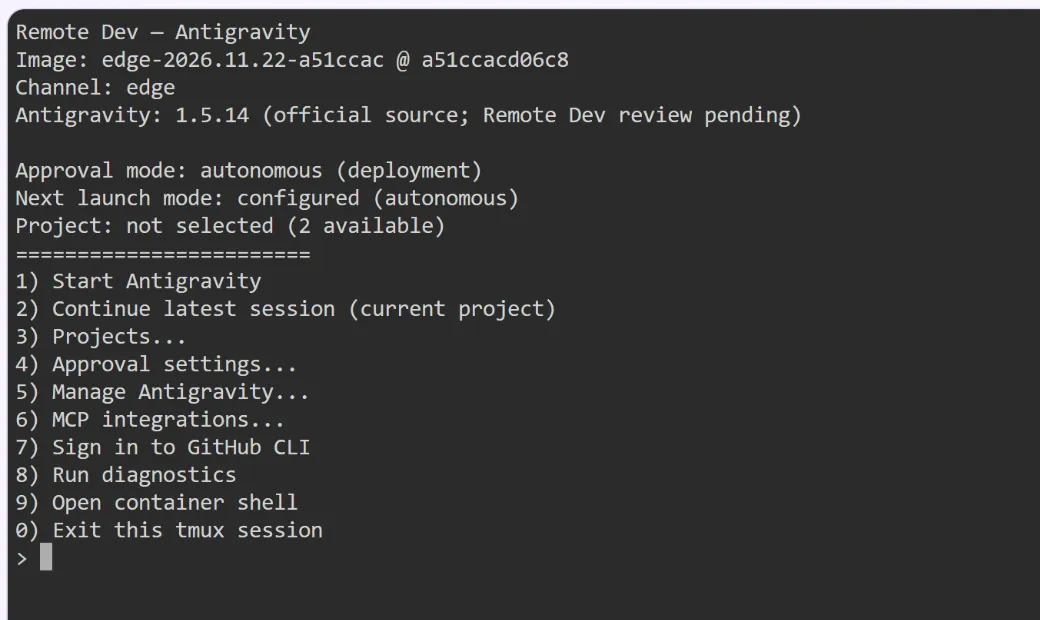 Remote Dev — Antigravity
Image: edge-2026.11.22-a51ccac @ a51ccacd06c8
Channel: edge
Antigravity: 1.5.14 (official source; Remote Dev review pending)
Approval mode: autonomous (deployment)
Next launch mode: configured (autonomous)
Project: not selected (2 available)
========================
1) Start Antigravity
2) Continue latest session (current project)
3) Projects...
4) Approval settings...
5) Manage Antigravity...
6) MCP integrations...
7) Sign in to GitHub CLI
8) Run diagnostics
9) Open container shell
0) Exit this tmux session
>